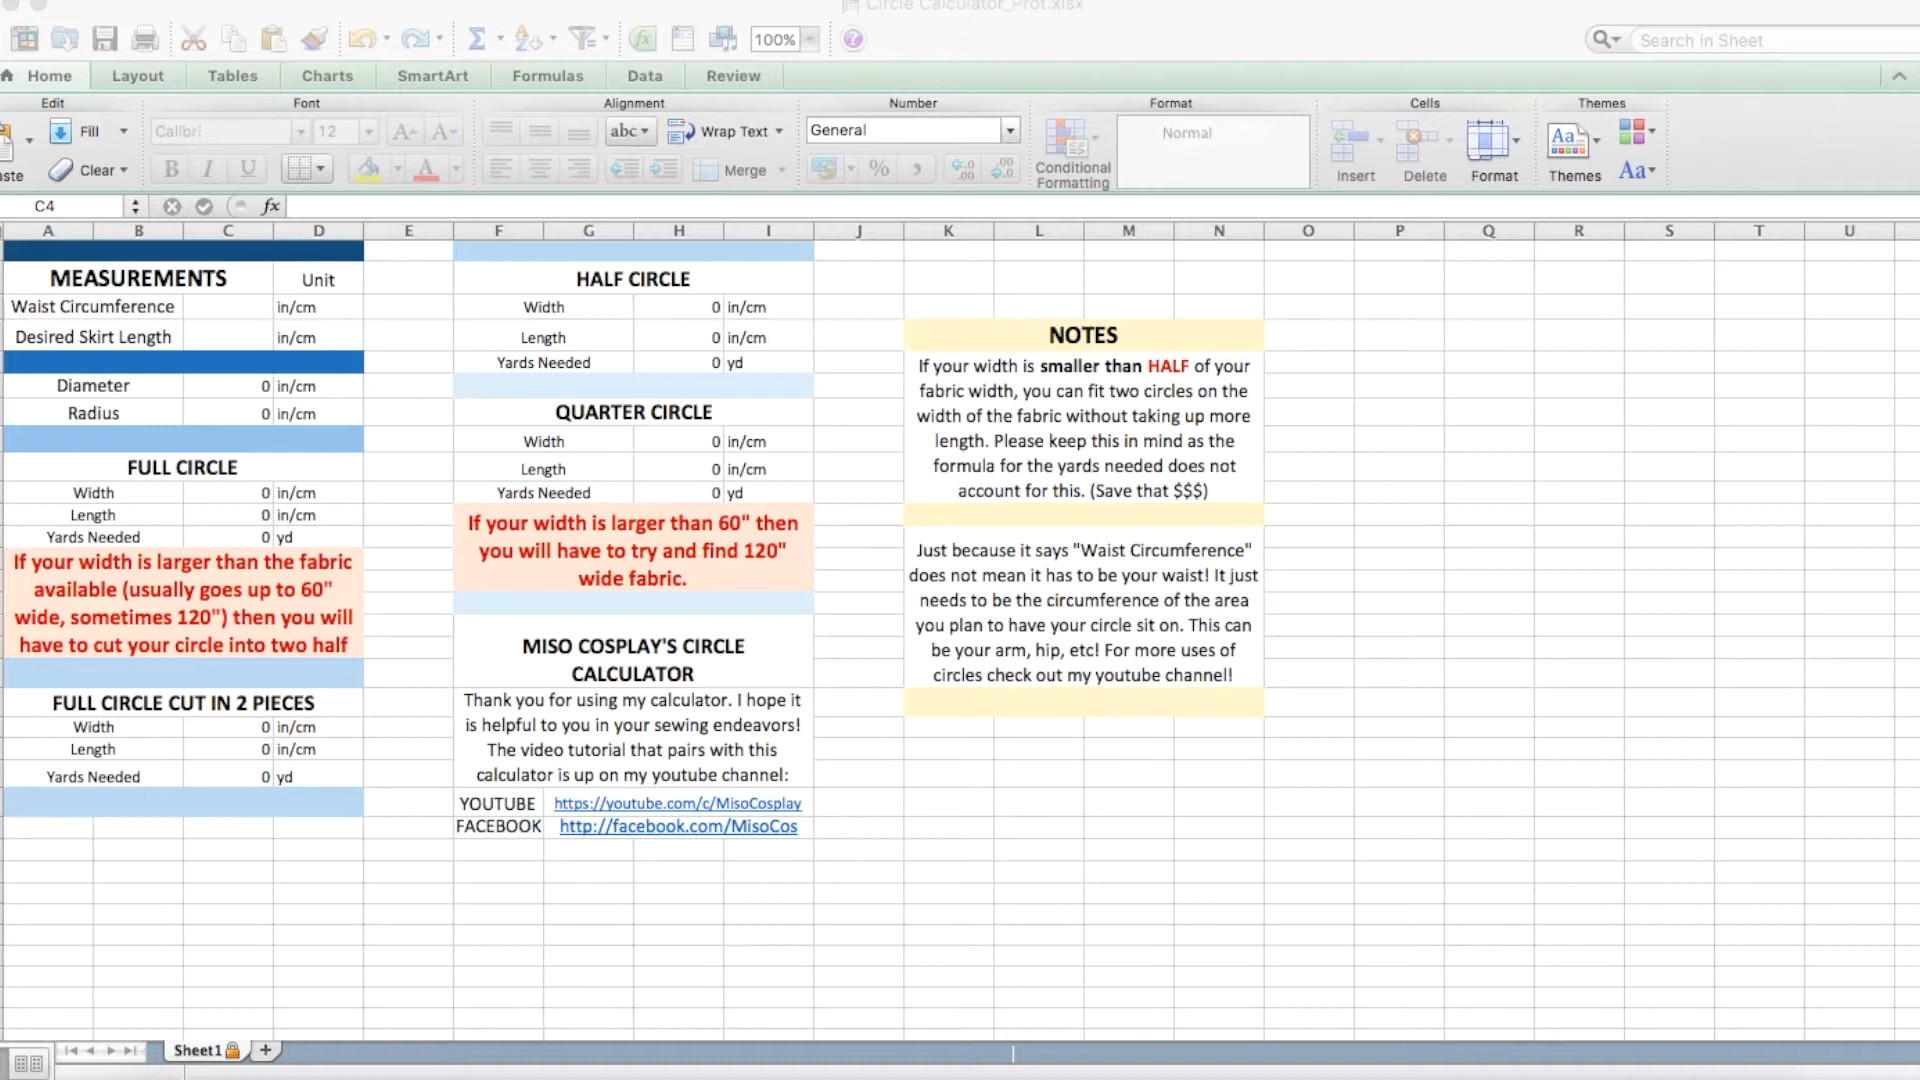 Circle Calculator_Prot.xlsx
100%
Search in Sheet
Home
Layout
Tables
Charts
SmartArt
Formulas
Data
Review
Edit
Font
Alignment
Number
Format
Cells
Themes
Fill
Calibri
12
A
A
abc
Wrap Text
General
Normal
aste
Clear
B I U
A
Merge
%
Conditional
Formatting
Insert
Delete
Format
Aa
Themes
Aa
C4
fx
A B C D E F G H I J K L M N O P Q R S T U
MEASUREMENTS Unit
Waist Circumference in/cm
Desired Skirt Length in/cm
Diameter 0 in/cm
Radius 0 in/cm
FULL CIRCLE
Width 0 in/cm
Length 0 in/cm
Yards Needed 0 yd
If your width is larger than the fabric
available (usually goes up to 60"
wide, sometimes 120") then you will
have to cut your circle into two half
FULL CIRCLE CUT IN 2 PIECES
Width 0 in/cm
Length 0 in/cm
Yards Needed 0 yd
HALF CIRCLE
Width 0 in/cm
Length 0 in/cm
Yards Needed 0 yd
QUARTER CIRCLE
Width 0 in/cm
Length 0 in/cm
Yards Needed 0 yd
If your width is larger than 60" then
you will have to try and find 120"
wide fabric.
MISO COSPLAY'S CIRCLE
CALCULATOR
Thank you for using my calculator. I hope it
is helpful to you in your sewing endeavors!
The video tutorial that pairs with this
calculator is up on my youtube channel:
YOUTUBE https://youtube.com/c/MisoCosplay
FACEBOOK http://facebook.com/MisoCos
NOTES
If your width is smaller than HALF of your
fabric width, you can fit two circles on the
width of the fabric without taking up more
length. Please keep this in mind as the
formula for the yards needed does not
account for this. (Save that $$$)
Just because it says "Waist Circumference"
does not mean it has to be your waist! It just
needs to be the circumference of the area
you plan to have your circle sit on. This can
be your arm, hip, etc! For more uses of
circles check out my youtube channel!
Sheet1